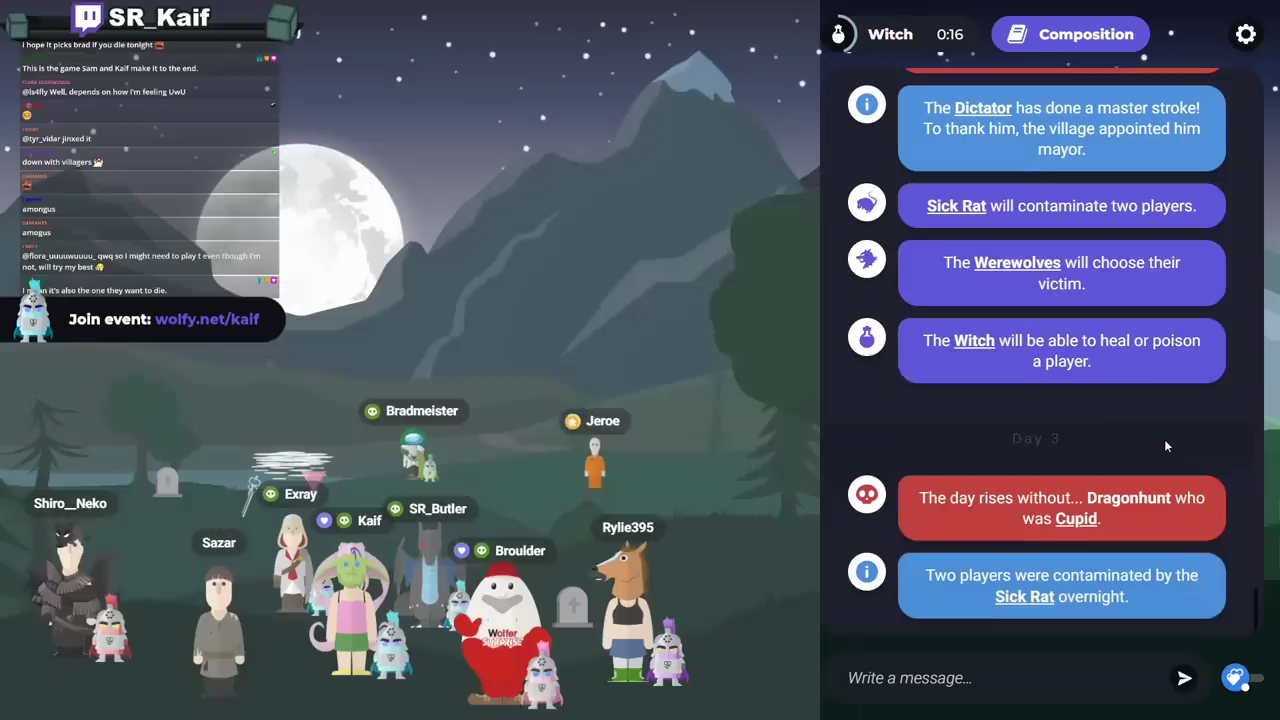 SR_Kaif
I hope it picks brad if you die tonight
This is the game Sam and Kaif make it to the end.
@ls4fly Well, depends on how I'm feeling UwU
@tyr_vidar jinxed it
down with villagers
amongus
amogus
@flora_uuuuwuuuu_ qwq so I might need to play t even though I'm
not, will try my best
it's also the one they want to die.
Join event: wolfy.net/kaif
Bradmeister
Jeroe
Exray
Shiro__Neko
SR_Butler
Kaif
Rylie395
Sazar
Broulder
Wolfer
Witch
0:16
Composition
The Dictator has done a master stroke!
To thank him, the village appointed him
mayor.
Sick Rat will contaminate two players.
The Werewolves will choose their
victim.
The Witch will be able to heal or poison
a player.
Day 3
The day rises without... Dragonhunt who
was Cupid.
Two players were contaminated by the
Sick Rat overnight.
Write a message...